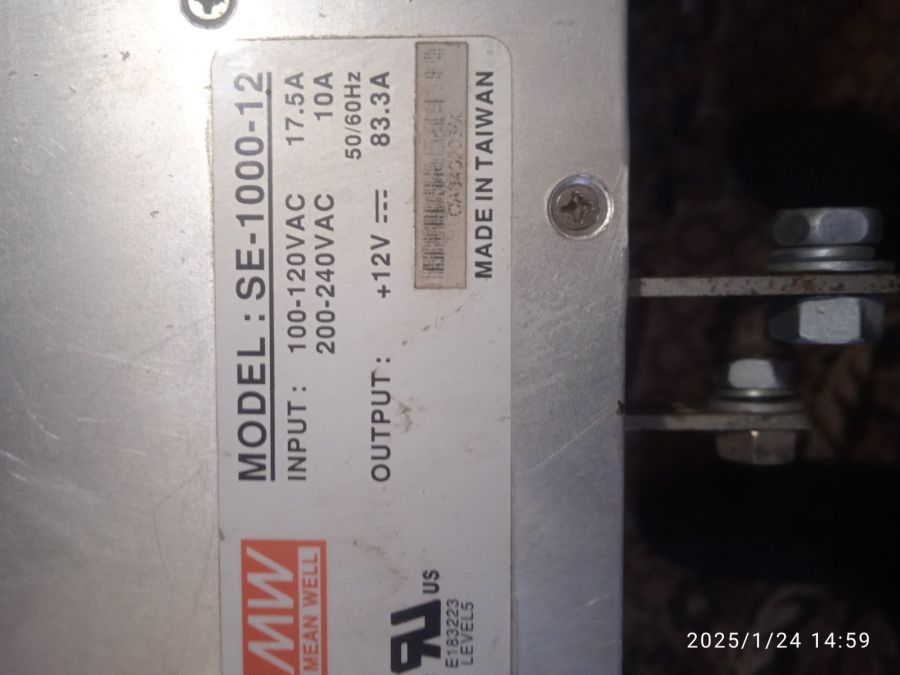 MODEL : SE-1000-12
INPUT : 100-120VAC 17.5A
200-240VAC 10A
50/60Hz
OUTPUT : +12V ⎓ 83.3A
MADE IN TAIWAN
MW
MEAN WELL
RU US
E183223
LEVEL5
2025/1/24 14:59